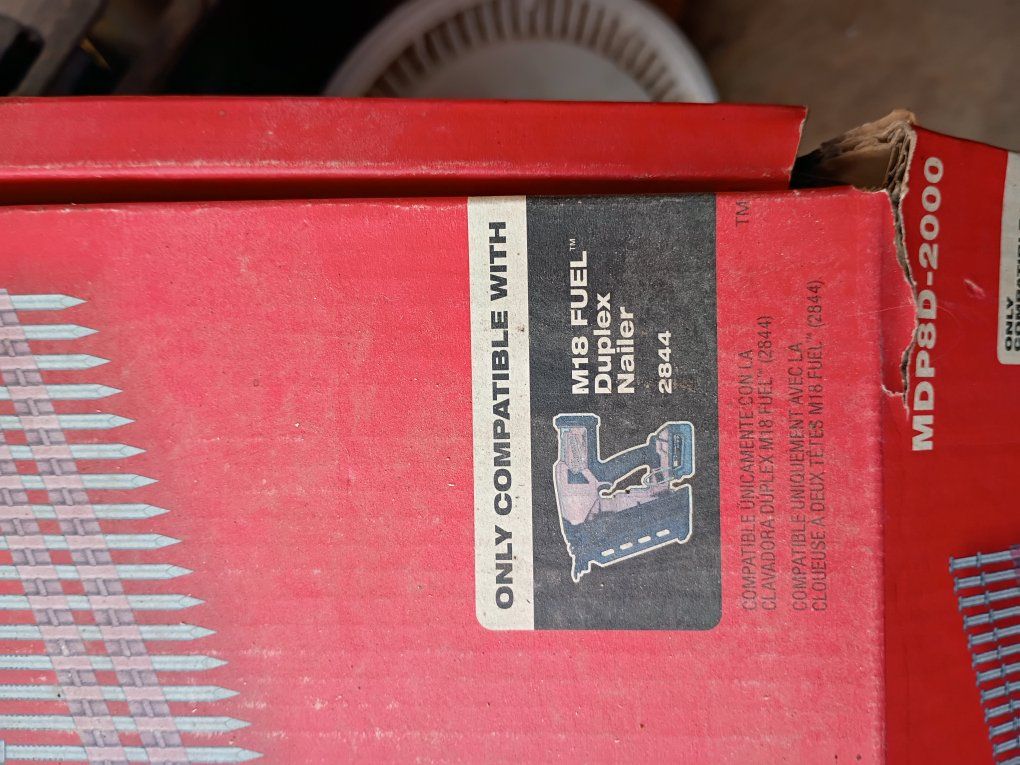 ONLY COMPATIBLE WITH
M18 FUEL™
Duplex
Nailer
2844
TM
COMPATIBLE ÚNICAMENTE CON LA
CLAVADORA DUPLEX M18 FUEL™ (2844)
COMPATIBLE UNIQUEMENT AVEC LA
CLOUEUSE À DEUX TÊTES M18 FUEL™ (2844)
MDP8D-2000
ONLY